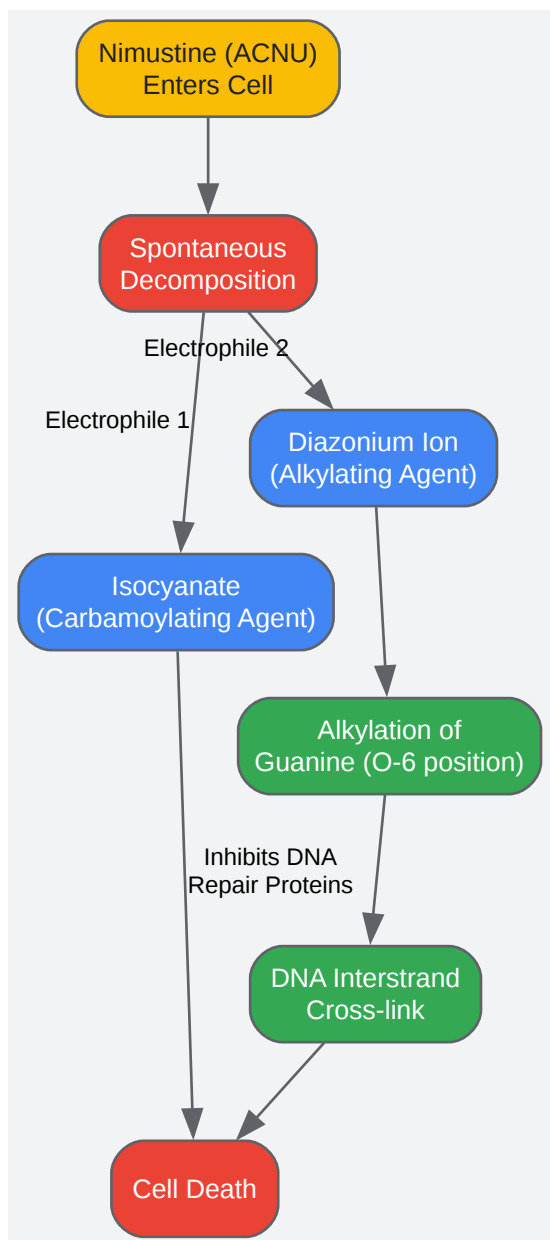 Nimustine (ACNU)
Enters Cell
Spontaneous
Decomposition
Electrophile 2
Electrophile 1
Diazonium Ion
(Alkylating Agent)
Isocyanate
(Carbamoylating Agent)
Alkylation of
Guanine (O-6 position)
Inhibits DNA
Repair Proteins
DNA Interstrand
Cross-link
Cell Death